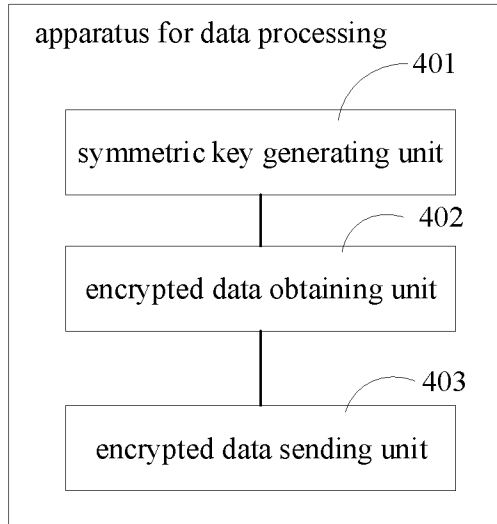 apparatus for data processing
401
symmetric key generating unit
402
encrypted data obtaining unit
403
encrypted data sending unit